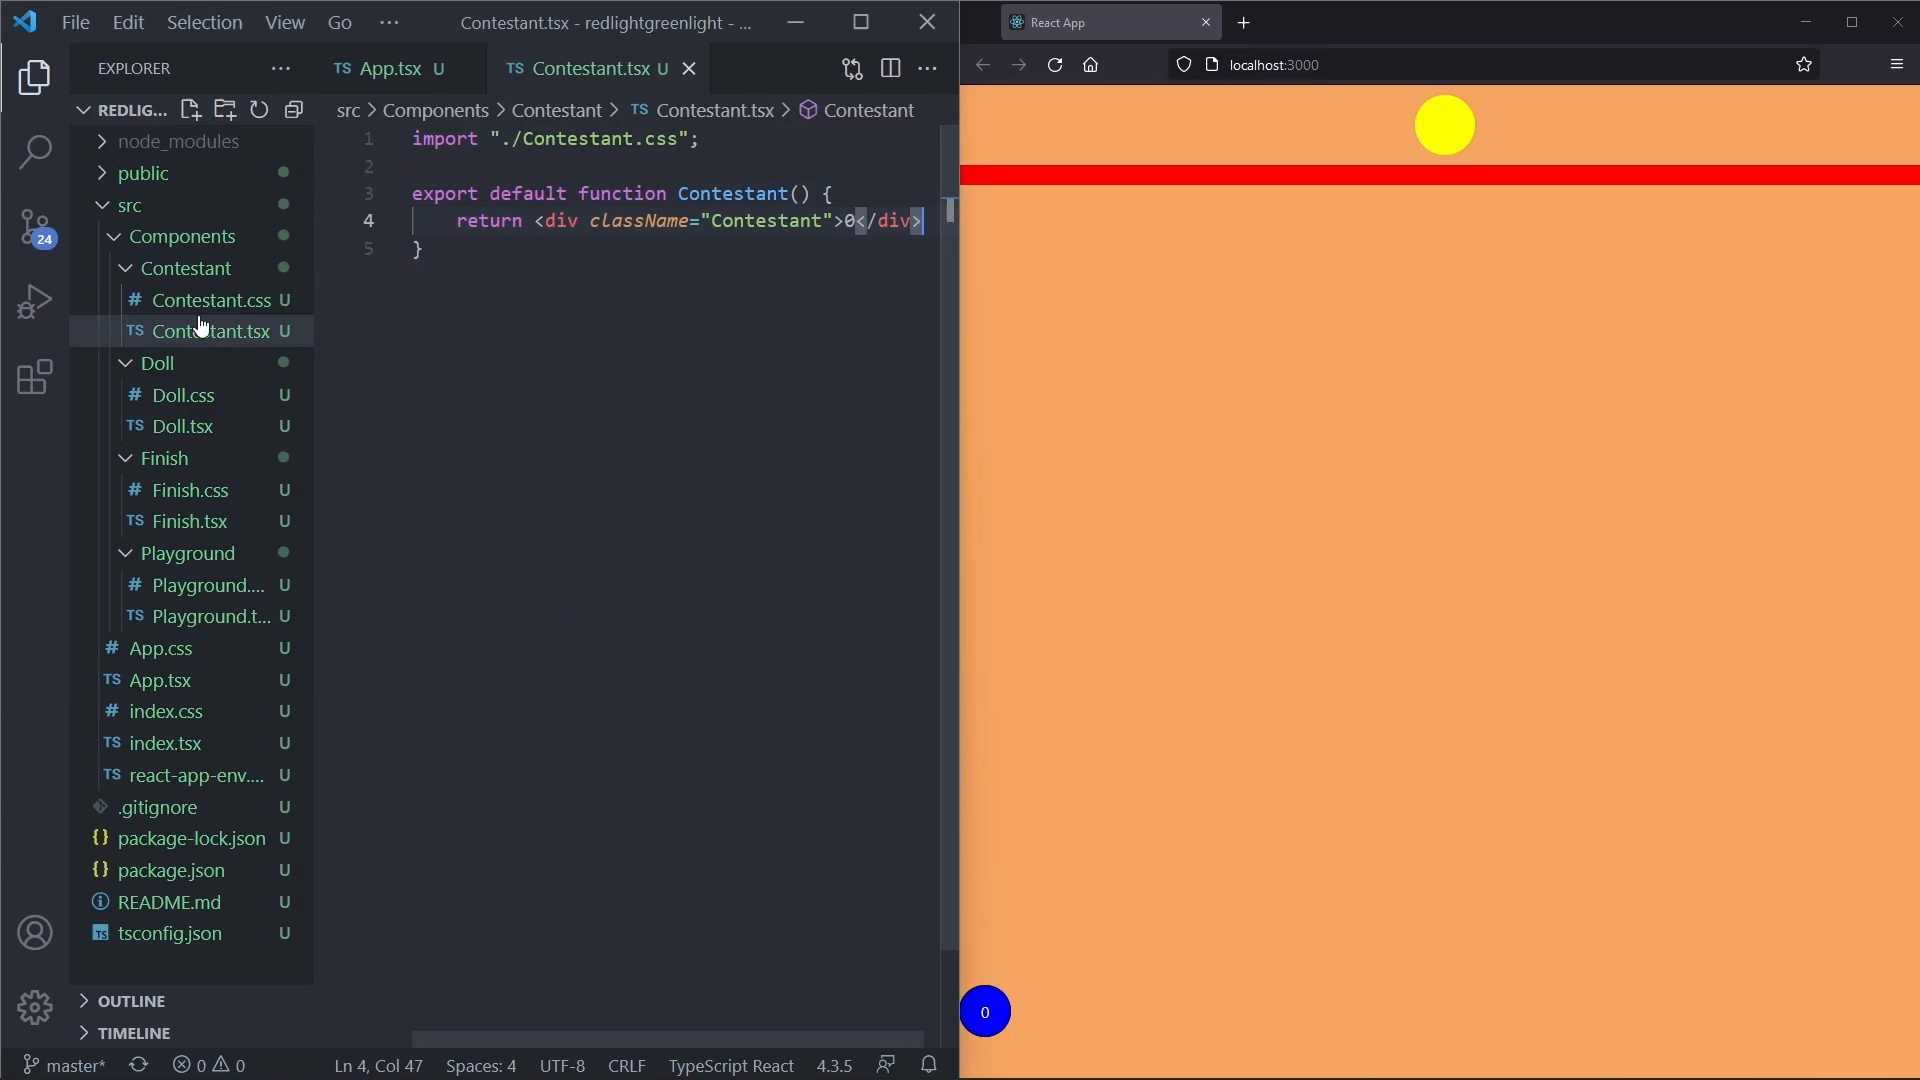 File Edit Selection View Go ··· Contestant.tsx - redlightgreenlight - ...
EXPLORER ···
REDLIG...
node_modules
public
src
Components
Contestant
# Contestant.css U
TS Contestant.tsx U
Doll
# Doll.css U
TS Doll.tsx U
Finish
# Finish.css U
TS Finish.tsx U
Playground
# Playground.... U
TS Playground.t... U
# App.css U
TS App.tsx U
# index.css U
TS index.tsx U
TS react-app-env.... U
.gitignore U
{} package-lock.json U
{} package.json U
README.md U
TS tsconfig.json U
OUTLINE
TIMELINE
24
TS App.tsx U TS Contestant.tsx U
src > Components > Contestant > TS Contestant.tsx > Contestant
1 import "./Contestant.css";
2
3 export default function Contestant() {
4 return <div className="Contestant">0</div>
5 }
master* 0 0 Ln 4, Col 47 Spaces: 4 UTF-8 CRLF TypeScript React 4.3.5
React App
localhost:3000
0